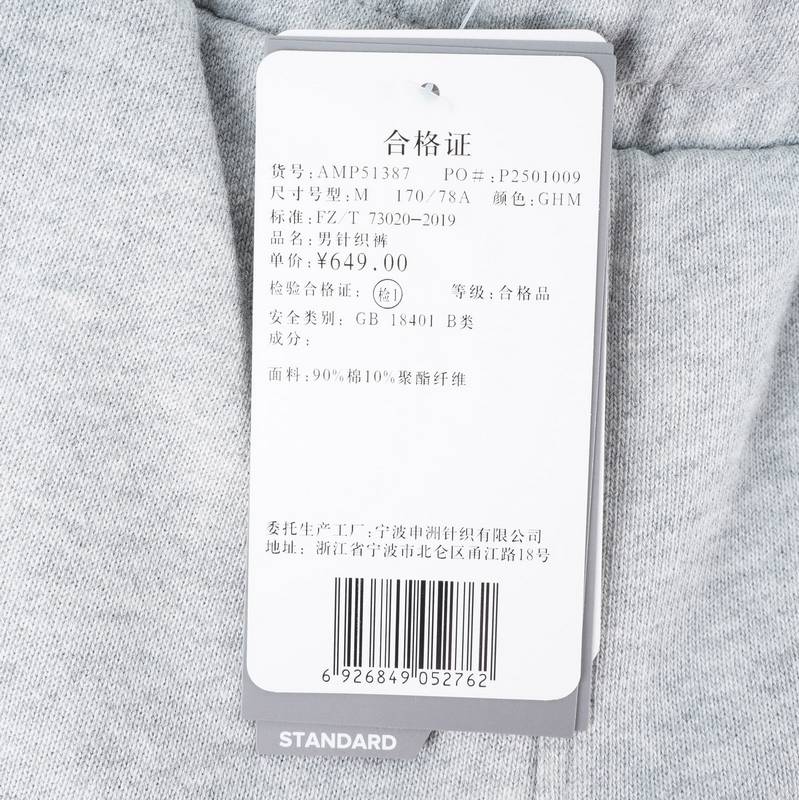 合格证
货号:AMP51387 PO#:P2501009
尺寸号型:M 170/78A 颜色:GHM
标准:FZ/T 73020-2019
品名:男针织裤
单价:¥649.00
检验合格证: 检1 等级:合格品
安全类别: GB 18401 B类
成分:
面料:90%棉10%聚酯纤维
委托生产工厂:宁波申洲针织有限公司
地址: 浙江省宁波市北仑区甬江路18号
6 926849 052762
STANDARD